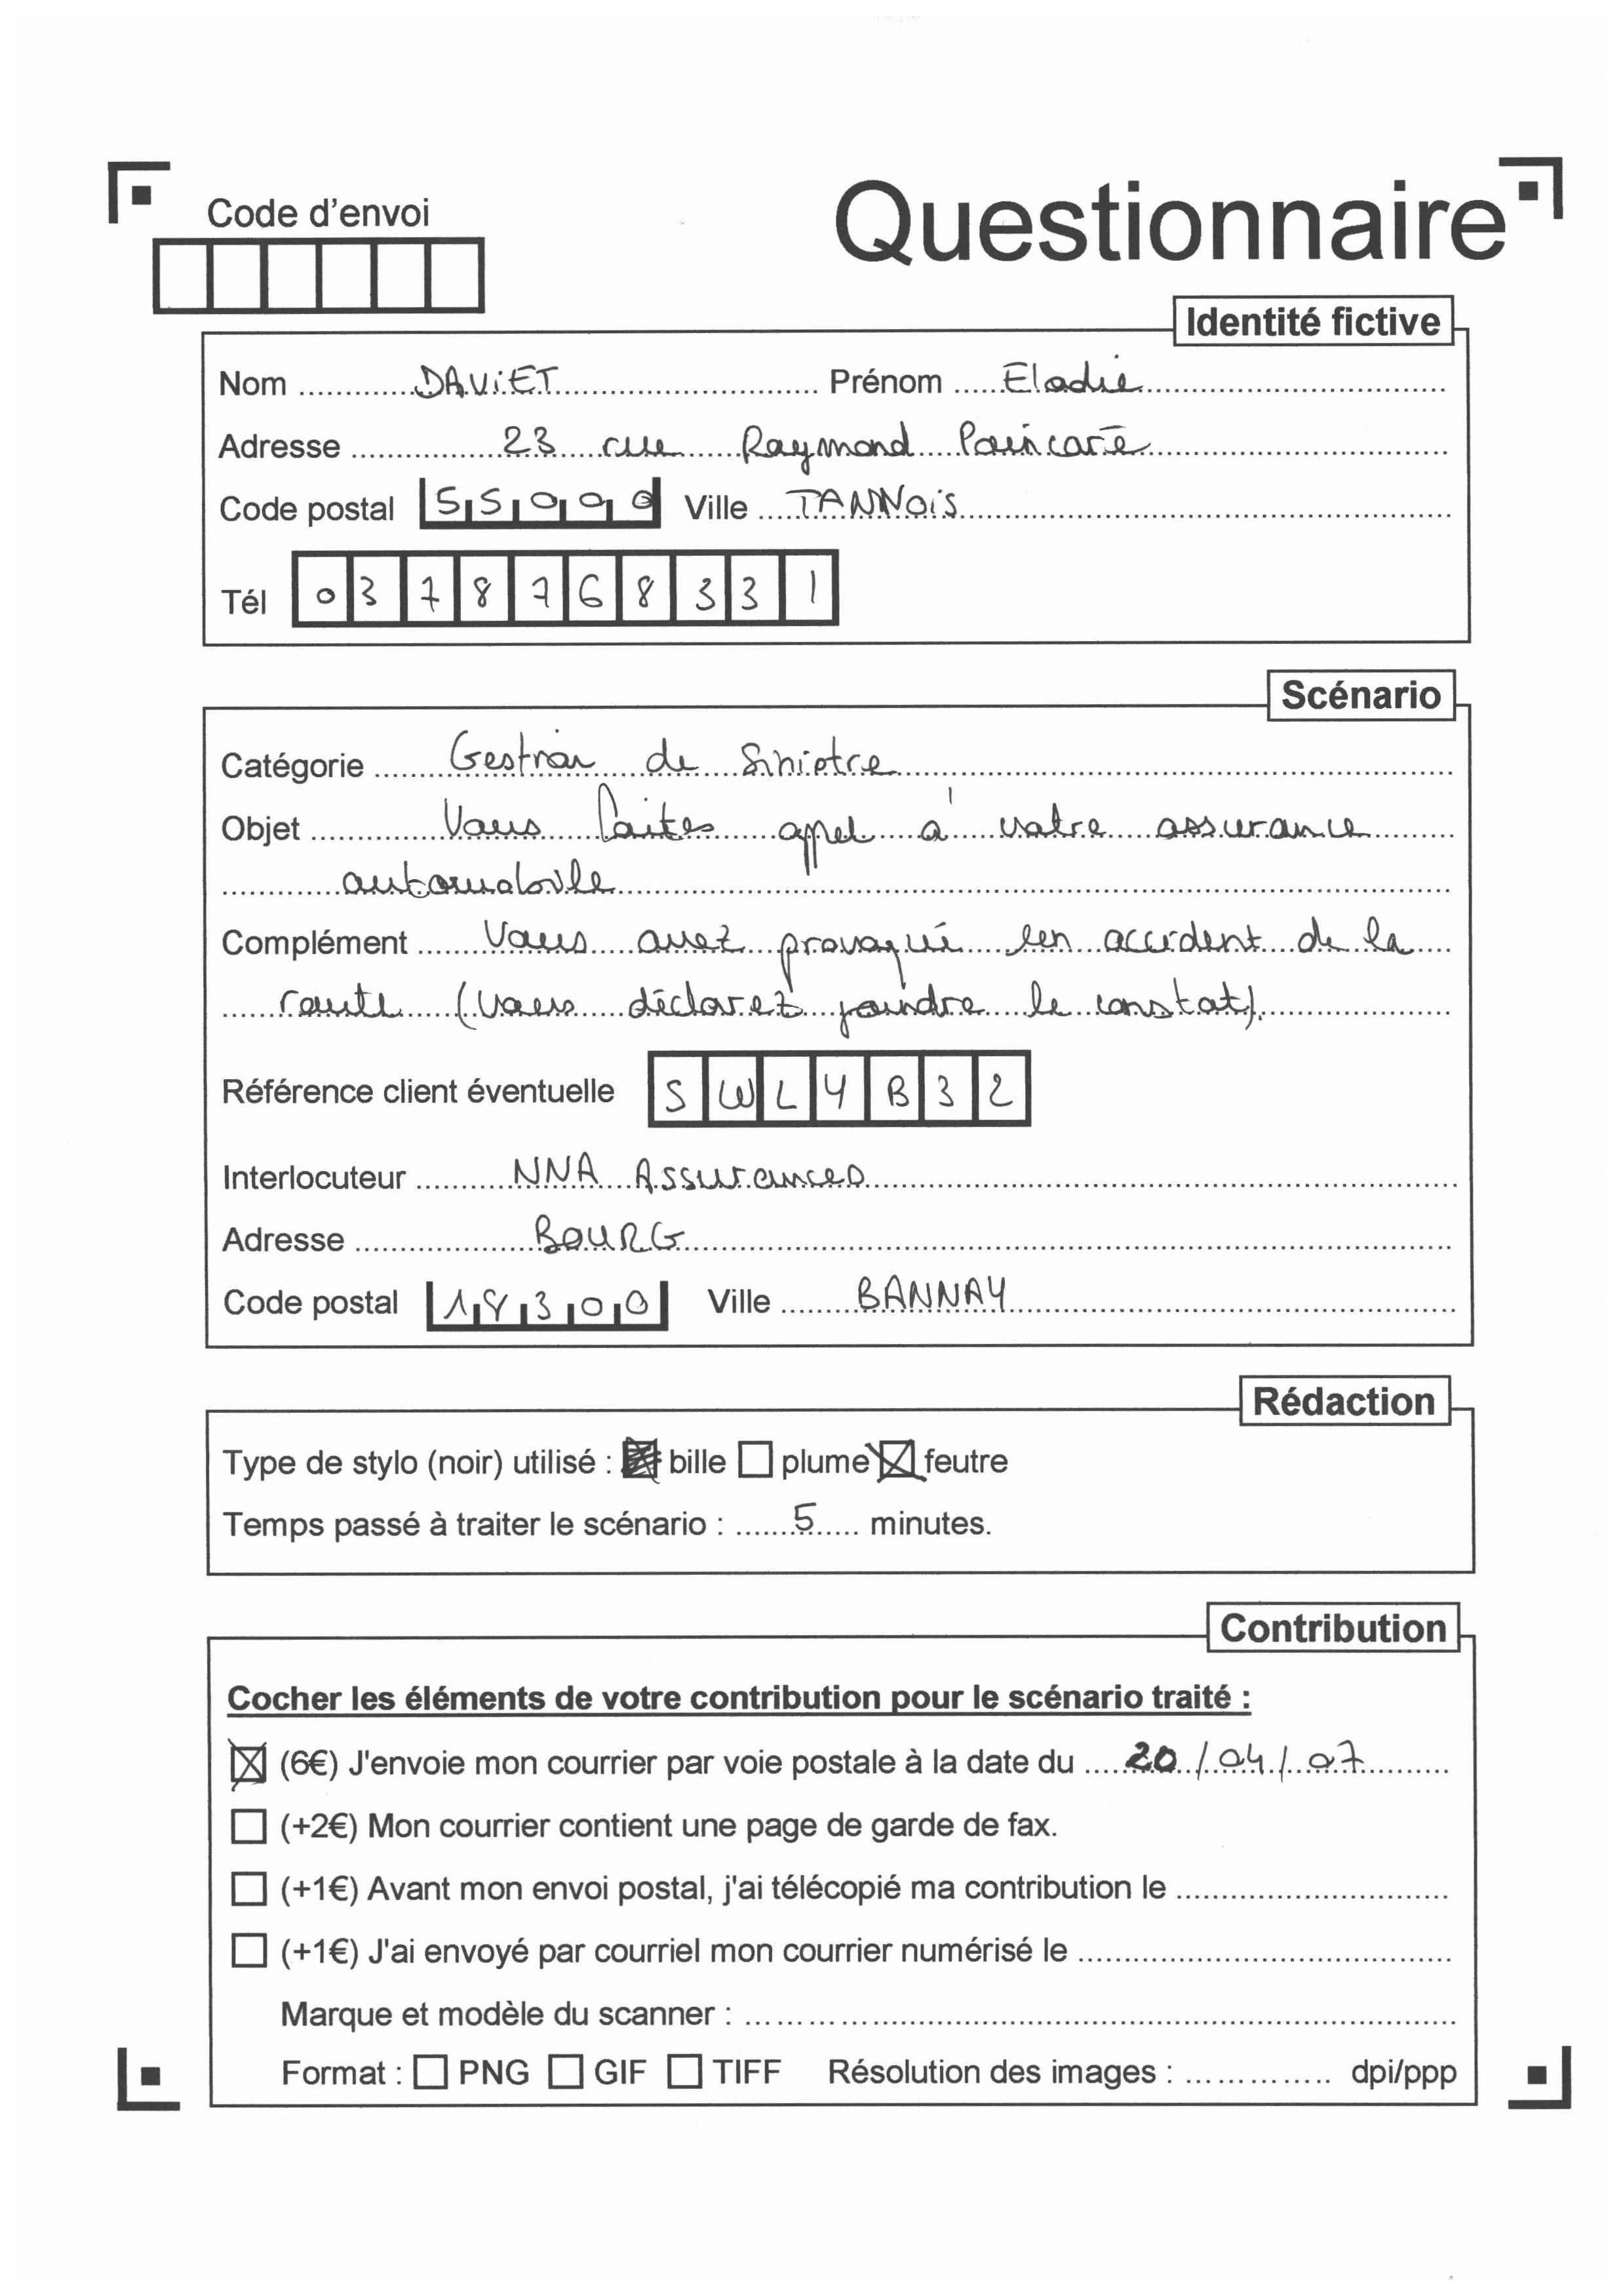 Code d'envoi
Questionnaire
Identité fictive
Nom DAViET Prénom Elodie
Adresse 23 rue Raymond Poincaré
Code postal 55000 Ville TANNOiS
Tél 0378768331
Scénario
Catégorie Gestion de Sinistre
Objet Vous faites appel à votre assurance
automobile
Complément Vous avez provoqué un accident de la
route (Vous déclarez joindre le constat).
Référence client éventuelle SWL4B32
Interlocuteur NNA Assurances
Adresse BOURG
Code postal 18300 Ville BANNAY
Rédaction
Type de stylo (noir) utilisé : bille plume feutre
Temps passé à traiter le scénario : 5 minutes.
Contribution
Cocher les éléments de votre contribution pour le scénario traité :
(6€) J'envoie mon courrier par voie postale à la date du 20/04/07
(+2€) Mon courrier contient une page de garde de fax.
(+1€) Avant mon envoi postal, j'ai télécopié ma contribution le
(+1€) J'ai envoyé par courriel mon courrier numérisé le
Marque et modèle du scanner :
Format : PNG GIF TIFF Résolution des images : dpi/ppp